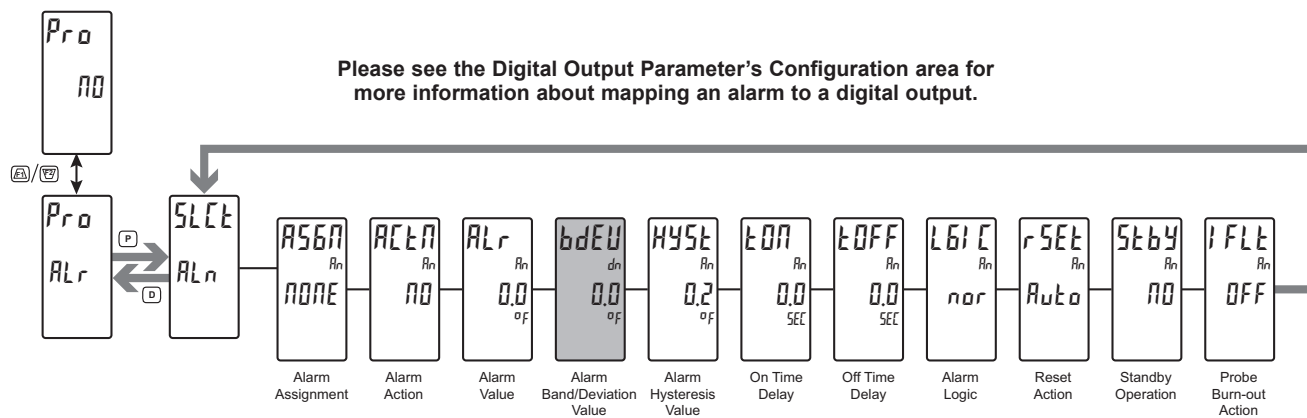 Pro
NO
Please see the Digital Output Parameter's Configuration area for
more information about mapping an alarm to a digital output.
F1/F2
Pro
ALr
P
D
SLCt
ALn
ASGN
An
NONE
Alarm
Assignment
ACtN
An
NO
Alarm
Action
ALr
An
0.0
°F
Alarm
Value
bdEV
dn
0.0
°F
Alarm
Band/Deviation
Value
HYSt
An
0.2
°F
Alarm
Hysteresis
Value
tON
An
0.0
SEC
On Time
Delay
tOFF
An
0.0
SEC
Off Time
Delay
LGIC
An
nor
Alarm
Logic
rSEt
An
Auto
Reset
Action
Stby
An
NO
Standby
Operation
IFLt
An
OFF
Probe
Burn-out
Action